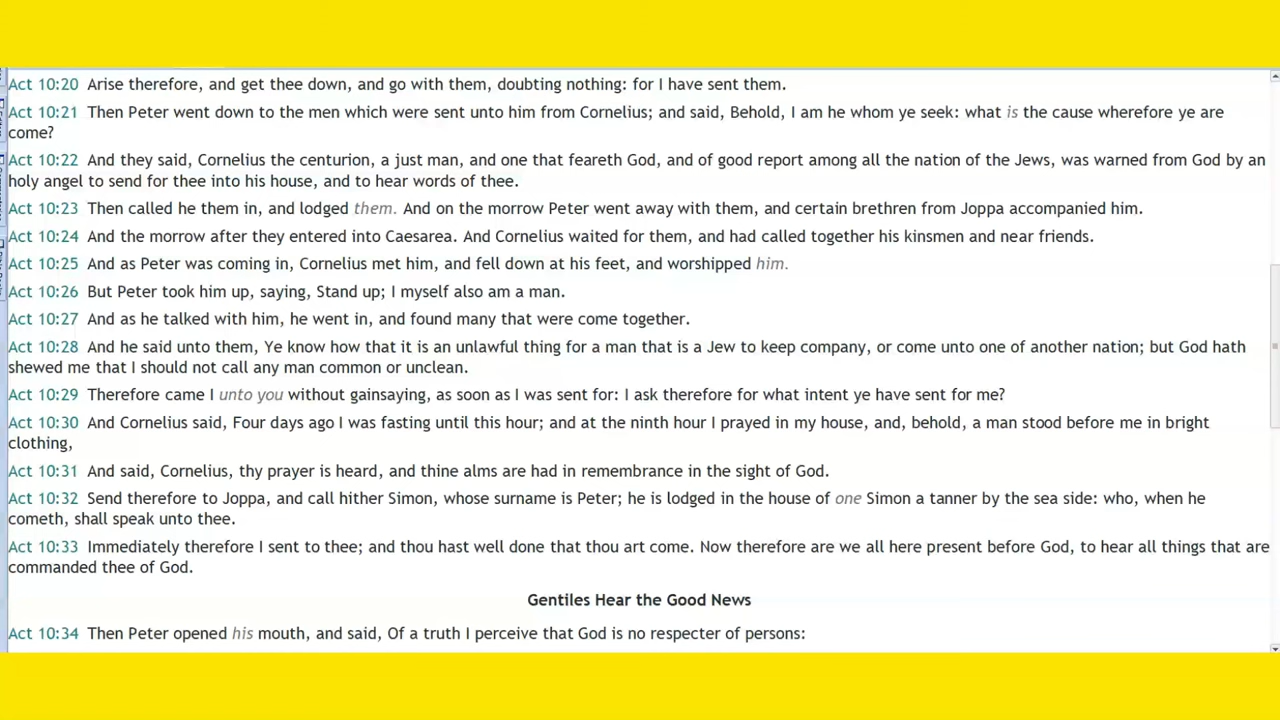 Act 10:20 Arise therefore, and get thee down, and go with them, doubting nothing: for I have sent them.
Act 10:21 Then Peter went down to the men which were sent unto him from Cornelius; and said, Behold, I am he whom ye seek: what is the cause wherefore ye are
come?
Act 10:22 And they said, Cornelius the centurion, a just man, and one that feareth God, and of good report among all the nation of the Jews, was warned from God by an
holy angel to send for thee into his house, and to hear words of thee.
Act 10:23 Then called he them in, and lodged them. And on the morrow Peter went away with them, and certain brethren from Joppa accompanied him.
Act 10:24 And the morrow after they entered into Caesarea. And Cornelius waited for them, and had called together his kinsmen and near friends.
Act 10:25 And as Peter was coming in, Cornelius met him, and fell down at his feet, and worshipped him.
Act 10:26 But Peter took him up, saying, Stand up; I myself also am a man.
Act 10:27 And as he talked with him, he went in, and found many that were come together.
Act 10:28 And he said unto them, Ye know how that it is an unlawful thing for a man that is a Jew to keep company, or come unto one of another nation; but God hath
shewed me that I should not call any man common or unclean.
Act 10:29 Therefore came I unto you without gainsaying, as soon as I was sent for: I ask therefore for what intent ye have sent for me?
Act 10:30 And Cornelius said, Four days ago I was fasting until this hour; and at the ninth hour I prayed in my house, and, behold, a man stood before me in bright
clothing,
Act 10:31 And said, Cornelius, thy prayer is heard, and thine alms are had in remembrance in the sight of God.
Act 10:32 Send therefore to Joppa, and call hither Simon, whose surname is Peter; he is lodged in the house of one Simon a tanner by the sea side: who, when he
cometh, shall speak unto thee.
Act 10:33 Immediately therefore I sent to thee; and thou hast well done that thou art come. Now therefore are we all here present before God, to hear all things that are
commanded thee of God.
Gentiles Hear the Good News
Act 10:34 Then Peter opened his mouth, and said, Of a truth I perceive that God is no respecter of persons: